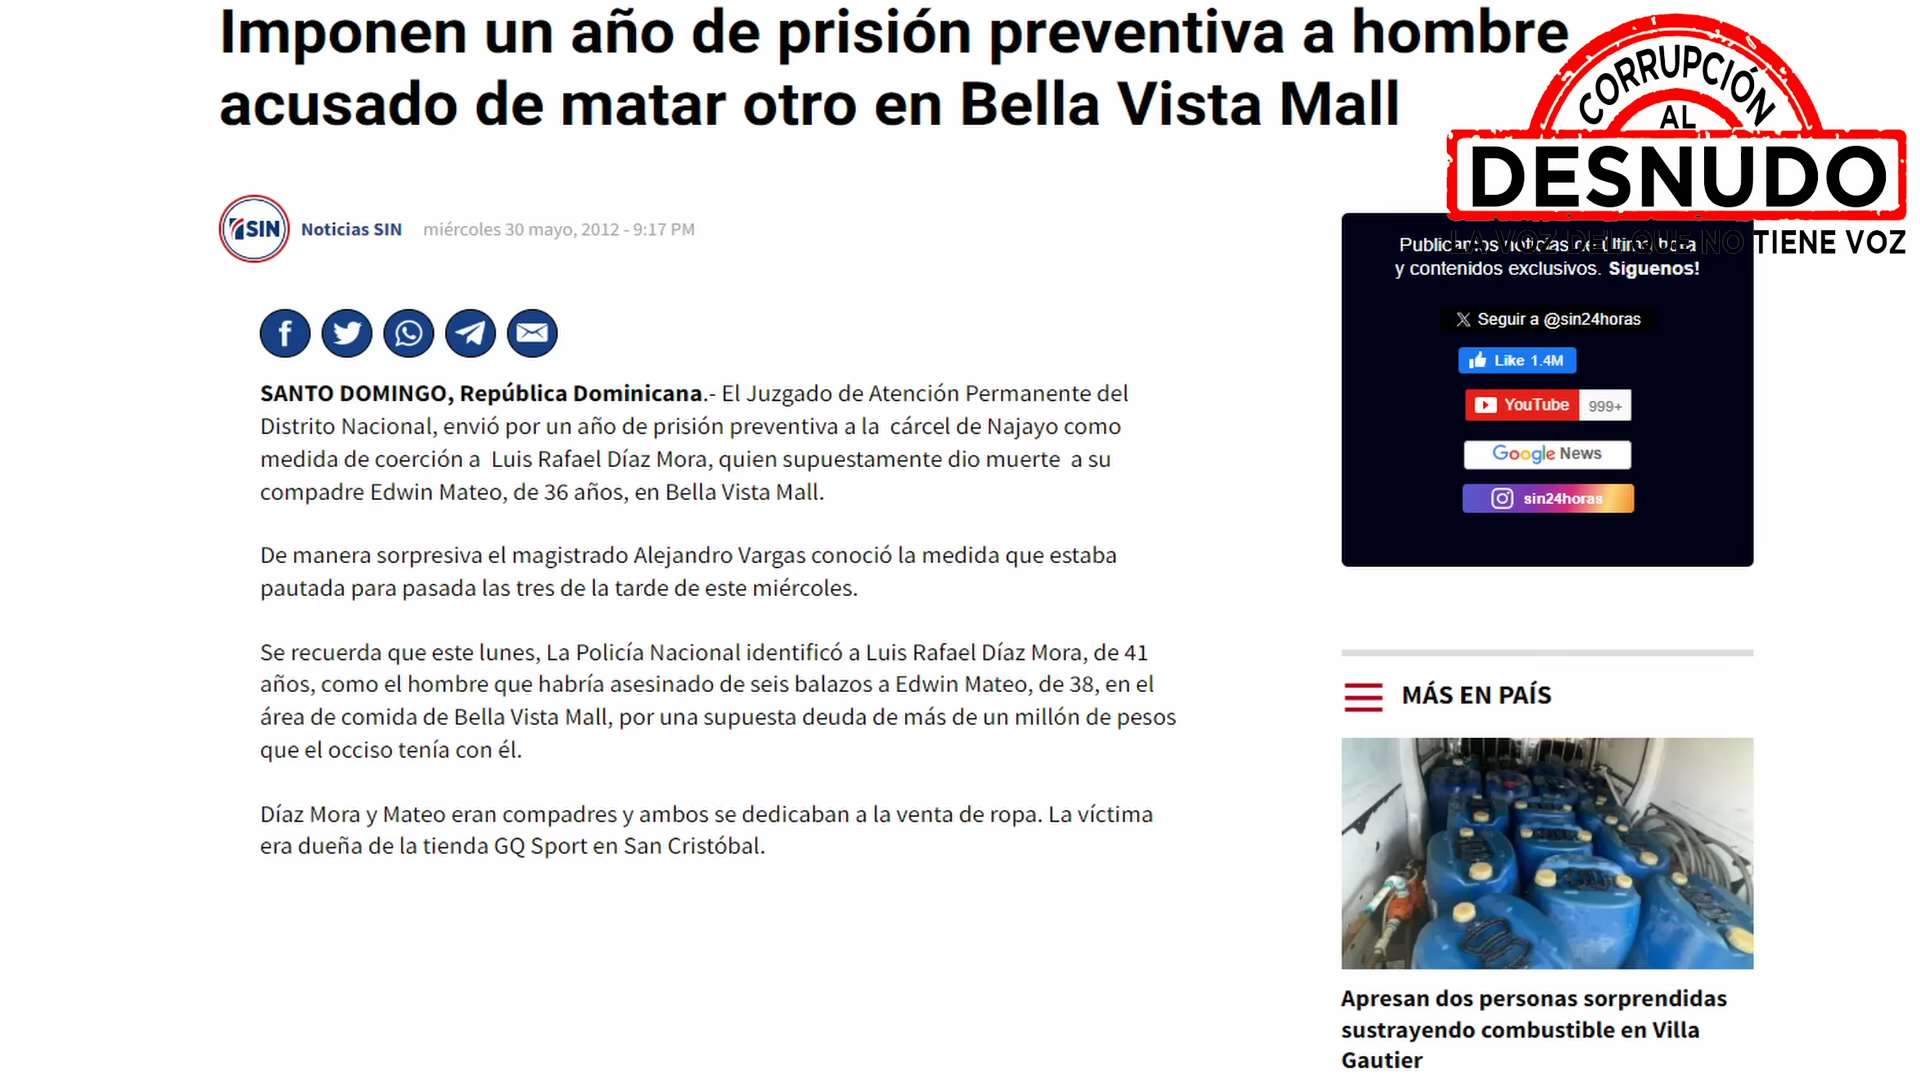 Imponen un año de prisión preventiva a hombre
acusado de matar otro en Bella Vista Mall
CORRUPCIÓN
AL
DESNUDO
LA VOZ DEL QUE NO TIENE VOZ
SIN
Noticias SIN miércoles 30 mayo, 2012 - 9:17 PM
SANTO DOMINGO, República Dominicana.- El Juzgado de Atención Permanente del
Distrito Nacional, envió por un año de prisión preventiva a la cárcel de Najayo como
medida de coerción a Luis Rafael Díaz Mora, quien supuestamente dio muerte a su
compadre Edwin Mateo, de 36 años, en Bella Vista Mall.
De manera sorpresiva el magistrado Alejandro Vargas conoció la medida que estaba
pautada para pasada las tres de la tarde de este miércoles.
Se recuerda que este lunes, La Policía Nacional identificó a Luis Rafael Díaz Mora, de 41
años, como el hombre que habría asesinado de seis balazos a Edwin Mateo, de 38, en el
área de comida de Bella Vista Mall, por una supuesta deuda de más de un millón de pesos
que el occiso tenía con él.
Díaz Mora y Mateo eran compadres y ambos se dedicaban a la venta de ropa. La víctima
era dueña de la tienda GQ Sport en San Cristóbal.
Publicamos noticias de última hora
y contenidos exclusivos. Síguenos!
Seguir a @sin24horas
Like 1.4M
YouTube 999+
Google News
sin24horas
MÁS EN PAÍS
Apresan dos personas sorprendidas
sustrayendo combustible en Villa
Gautier